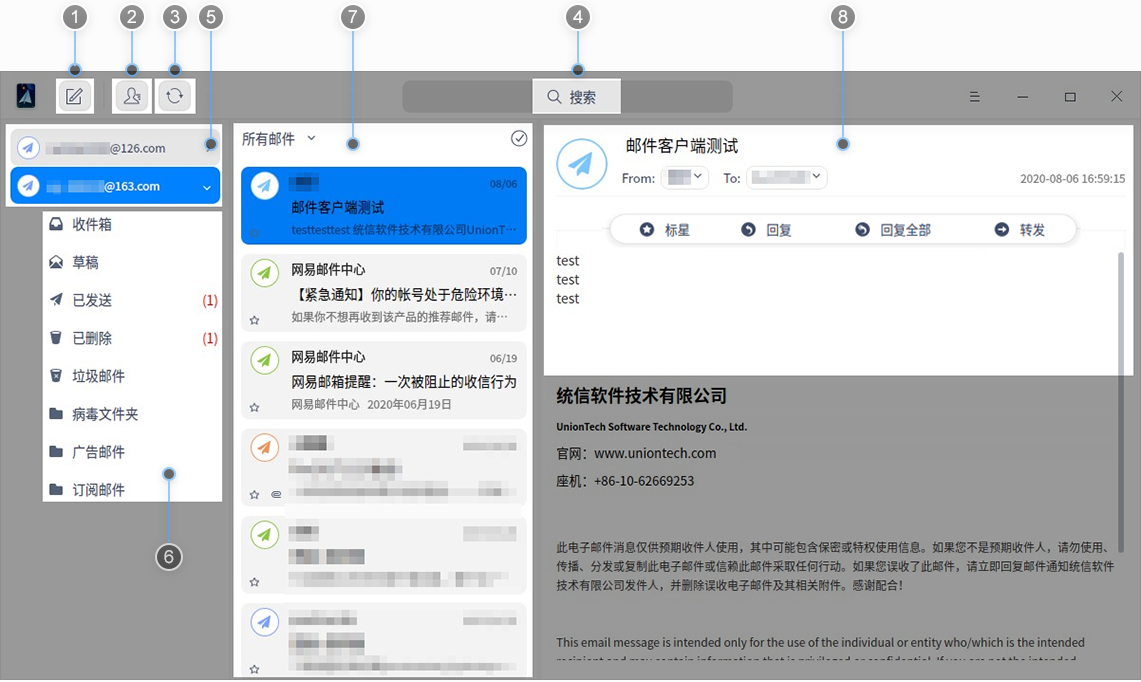 1
2
3
5
7
4
8
搜索
@126.com
@163.com
收件箱
草稿
已发送 (1)
已删除 (1)
垃圾邮件
病毒文件夹
广告邮件
订阅邮件
6
所有邮件
08/06
邮件客户端测试
testtesttest 统信软件技术有限公司UnionT···
网易邮件中心 07/10
【紧急通知】你的帐号处于危险环境···
如果你不想再收到该产品的推荐邮件，请···
网易邮件中心 06/19
网易邮箱提醒：一次被阻止的收信行为
网易邮件中心 2020年06月19日
邮件客户端测试
From: To: 2020-08-06 16:59:15
标星 回复 回复全部 转发
test
test
test
统信软件技术有限公司
UnionTech Software Technology Co., Ltd.
官网：www.uniontech.com
座机：+86-10-62669253
此电子邮件消息仅供预期收件人使用，其中可能包含保密或特权使用信息。如果您不是预期收件人，请勿使用、
传播、分发或复制此电子邮件或信赖此邮件采取任何行动。如果您误收了此邮件，请立即回复邮件通知统信软件
技术有限公司发件人，并删除误收电子邮件及其相关附件。感谢配合！
This email message is intended only for the use of the individual or entity who/which is the intended
recipient and may contain information that is privileged or confidential. If you are not the intended